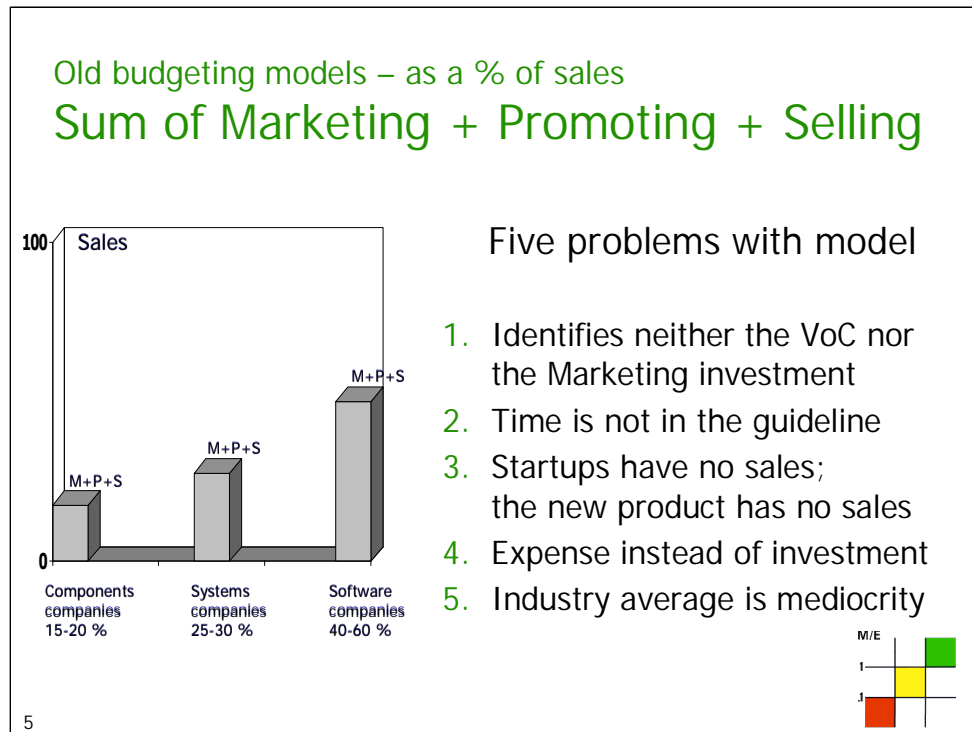 Old budgeting models – as a % of sales
Sum of Marketing + Promoting + Selling
100
Sales
M+P+S
M+P+S
M+P+S
0
Components
companies
15-20 %
Systems
companies
25-30 %
Software
companies
40-60 %
Five problems with model
1. Identifies neither the VoC nor
the Marketing investment
2. Time is not in the guideline
3. Startups have no sales;
the new product has no sales
4. Expense instead of investment
5. Industry average is mediocrity
M/E
1
.1
5